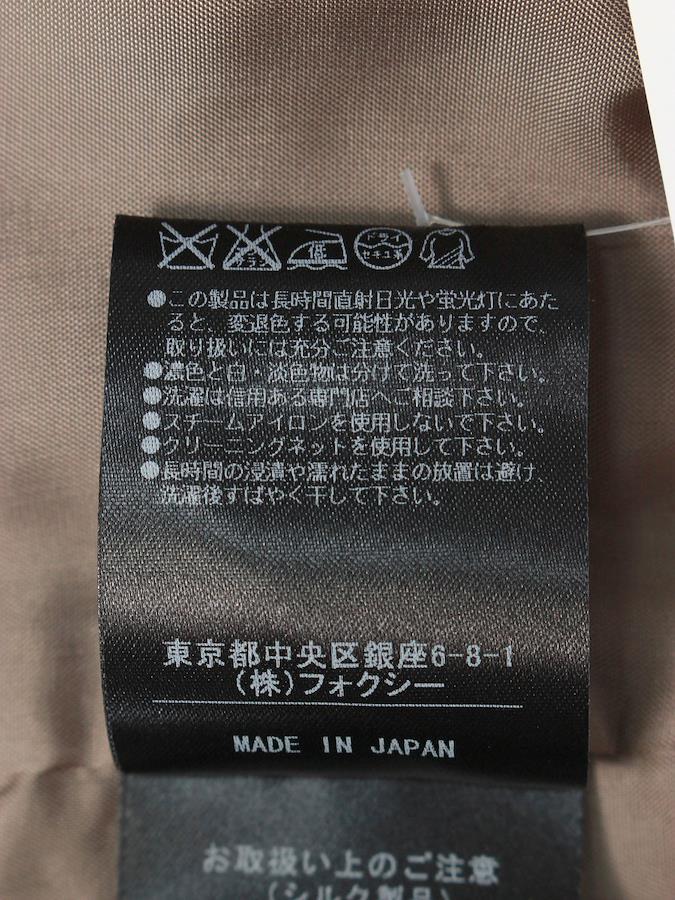 エンソ
サラシ
低
ドライ
セキユ系
●この製品は長時間直射日光や蛍光灯にあた
ると、変退色する可能性がありますので、
取り扱いには充分ご注意ください。
●濃色と白・淡色物は分けて洗って下さい。
●洗濯は信用ある専門店へご相談下さい。
●スチームアイロンを使用しないで下さい。
●クリーニングネットを使用して下さい。
●長時間の浸漬や濡れたままの放置は避け、
洗濯後すばやく干して下さい。
東京都中央区銀座6-8-1
(株)フォクシー
MADE IN JAPAN
お取扱い上のご注意
(シルク製品)